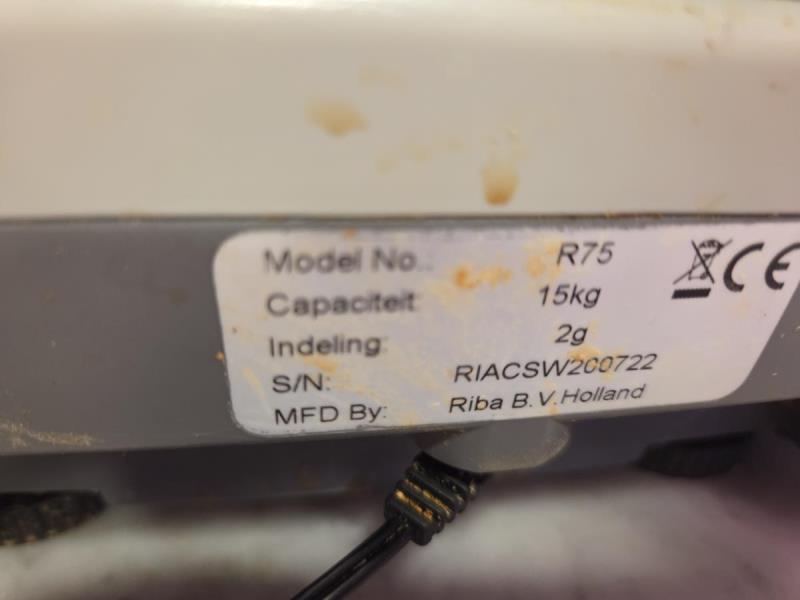 Model No.: R75
Capaciteit: 15kg
Indeling: 2g
S/N: RIACSW200722
MFD By: Riba B.V.Holland
CE